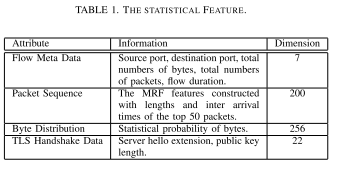 TABLE 1. THE STATISTICAL FEATURE.
Attribute Information Dimension
Flow Meta Data Source port, destination port, total 7
numbers of bytes, total numbers
of packets, flow duration.
Packet Sequence The MRF features constructed 200
with lengths and inter arrival
times of the top 50 packets.
Byte Distribution Statistical probability of bytes. 256
TLS Handshake Data Server hello extension, public key 22
length.